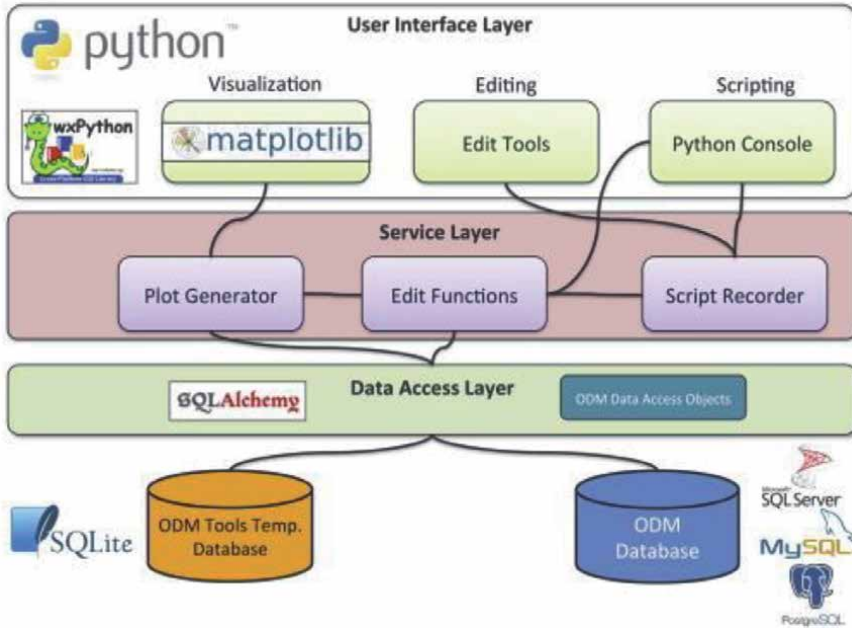 User Interface Layer
python™
Visualization
Editing
Scripting
wxPython
matplotlib
Edit Tools
Python Console
Service Layer
Plot Generator
Edit Functions
Script Recorder
Data Access Layer
SQLAlchemy
ODM Data Access Objects
SQLite
ODM Tools Temp.
Database
ODM
Database
Microsoft
SQL Server
MySQL
PostgreSQL